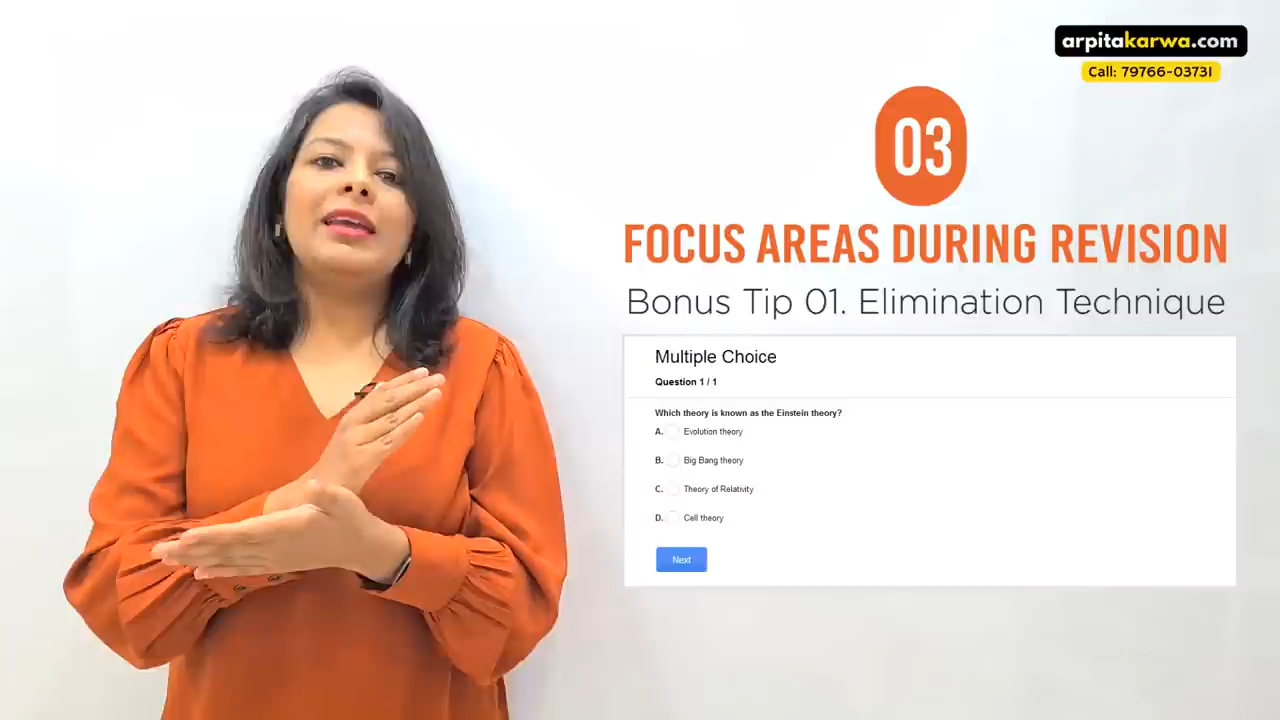 arpitakarwa.com
Call: 79766-03731
03
FOCUS AREAS DURING REVISION
Bonus Tip 01. Elimination Technique
Multiple Choice
Question 1 / 1
Which theory is known as the Einstein theory?
A. Evolution theory
B. Big Bang theory
C. Theory of Relativity
D. Cell theory
Next